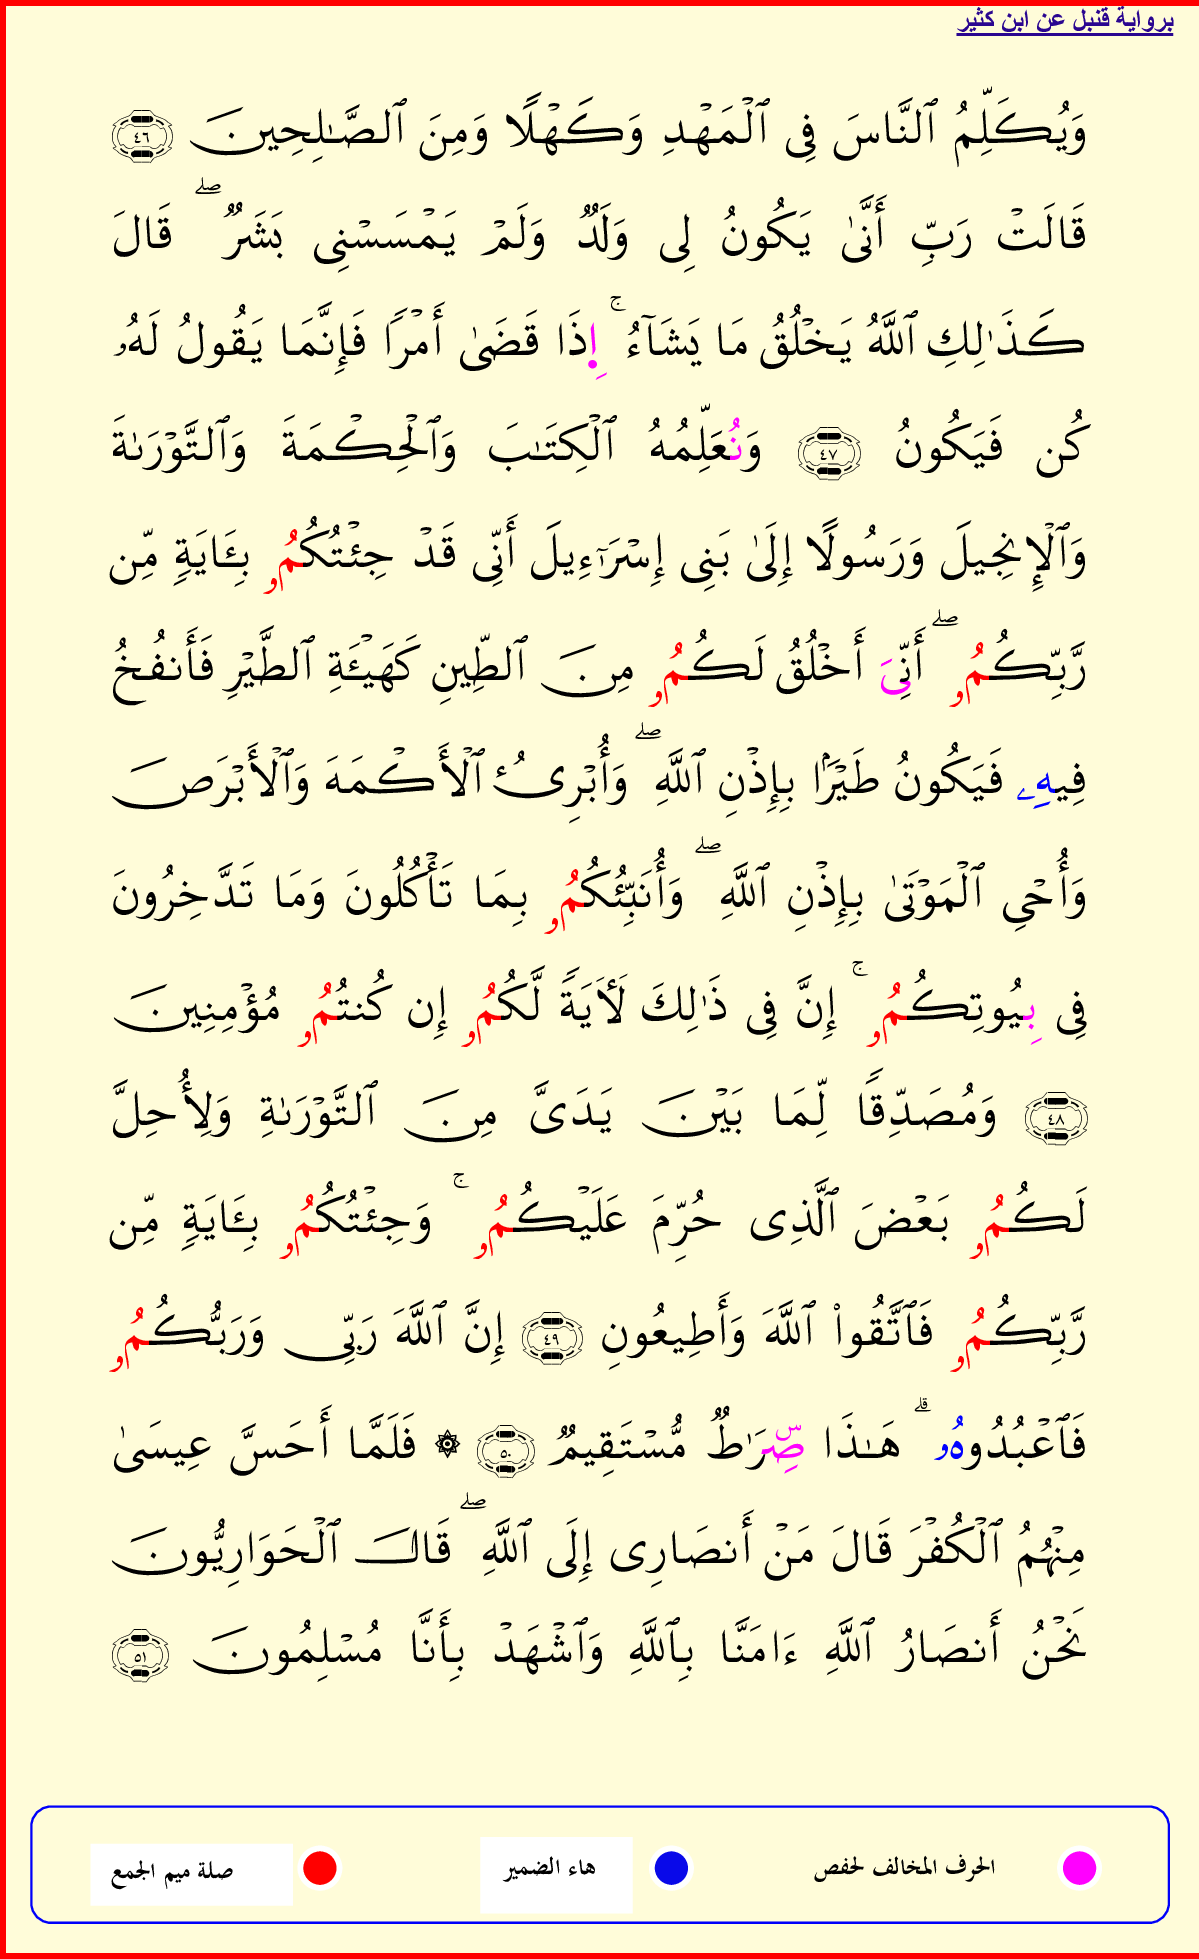 برواية قنبل عن ابن كثير
وَيُكَلِّمُ ٱلنَّاسَ فِى ٱلْمَهْدِ وَكَهْلًا وَمِنَ ٱلصَّـٰلِحِينَ ٤٦
قَالَتْ رَبِّ أَنَّىٰ يَكُونُ لِى وَلَدٌ وَلَمْ يَمْسَسْنِى بَشَرٌ ۖ قَالَ
كَذَٰلِكِ ٱللَّهُ يَخْلُقُ مَا يَشَآءُ ۚ اِ۬ذَا قَضَىٰ أَمْرًا فَإِنَّمَا يَقُولُ لَهُۥ
كُن فَيَكُونُ ٤٧ وَنُعَلِّمُهُ ٱلْكِتَـٰبَ وَٱلْحِكْمَةَ وَٱلتَّوْرَىٰةَ
وَٱلْإِنجِيلَ وَرَسُولًا إِلَىٰ بَنِى إِسْرَٰٓءِيلَ أَنِّى قَدْ جِئْتُكُمُۥ بِـَٔايَةٍ مِّن
رَّبِّكُمُۥ ۖ أَنِّىَ أَخْلُقُ لَكُمُۥ مِنَ ٱلطِّينِ كَهَيْـَٔةِ ٱلطَّيْرِ فَأَنفُخُ
فِيهِۦ فَيَكُونُ طَيْرًۢا بِإِذْنِ ٱللَّهِ ۖ وَأُبْرِئُ ٱلْأَكْمَهَ وَٱلْأَبْرَصَ
وَأُحْىِ ٱلْمَوْتَىٰ بِإِذْنِ ٱللَّهِ ۖ وَأُنَبِّئُكُمُۥ بِمَا تَأْكُلُونَ وَمَا تَدَّخِرُونَ
فِى بِيُوتِكُمُۥ ۚ إِنَّ فِى ذَٰلِكَ لَـَٔايَةً لَّكُمُۥ إِن كُنتُمُۥ مُؤْمِنِينَ
٤٨ وَمُصَدِّقًا لِّمَا بَيْنَ يَدَىَّ مِنَ ٱلتَّوْرَىٰةِ وَلِأُحِلَّ
لَكُمُۥ بَعْضَ ٱلَّذِى حُرِّمَ عَلَيْكُمُۥ ۚ وَجِئْتُكُمُۥ بِـَٔايَةٍ مِّن
رَّبِّكُمُۥ فَٱتَّقُوا۟ ٱللَّهَ وَأَطِيعُونِ ٤٩ إِنَّ ٱللَّهَ رَبِّى وَرَبُّكُمُۥ
فَٱعْبُدُوهُۥ ۗ هَـٰذَا صِۜرَٰطٌ مُّسْتَقِيمٌ ٥٠ ۞ فَلَمَّا أَحَسَّ عِيسَىٰ
مِنْهُمُ ٱلْكُفْرَ قَالَ مَنْ أَنصَارِى إِلَى ٱللَّهِ ۖ قَالَ ٱلْحَوَارِيُّونَ
نَحْنُ أَنصَارُ ٱللَّهِ ءَامَنَّا بِٱللَّهِ وَٱشْهَدْ بِأَنَّا مُسْلِمُونَ ٥١
الحرف المخالف لحفص هاء الضمير صلة ميم الجمع